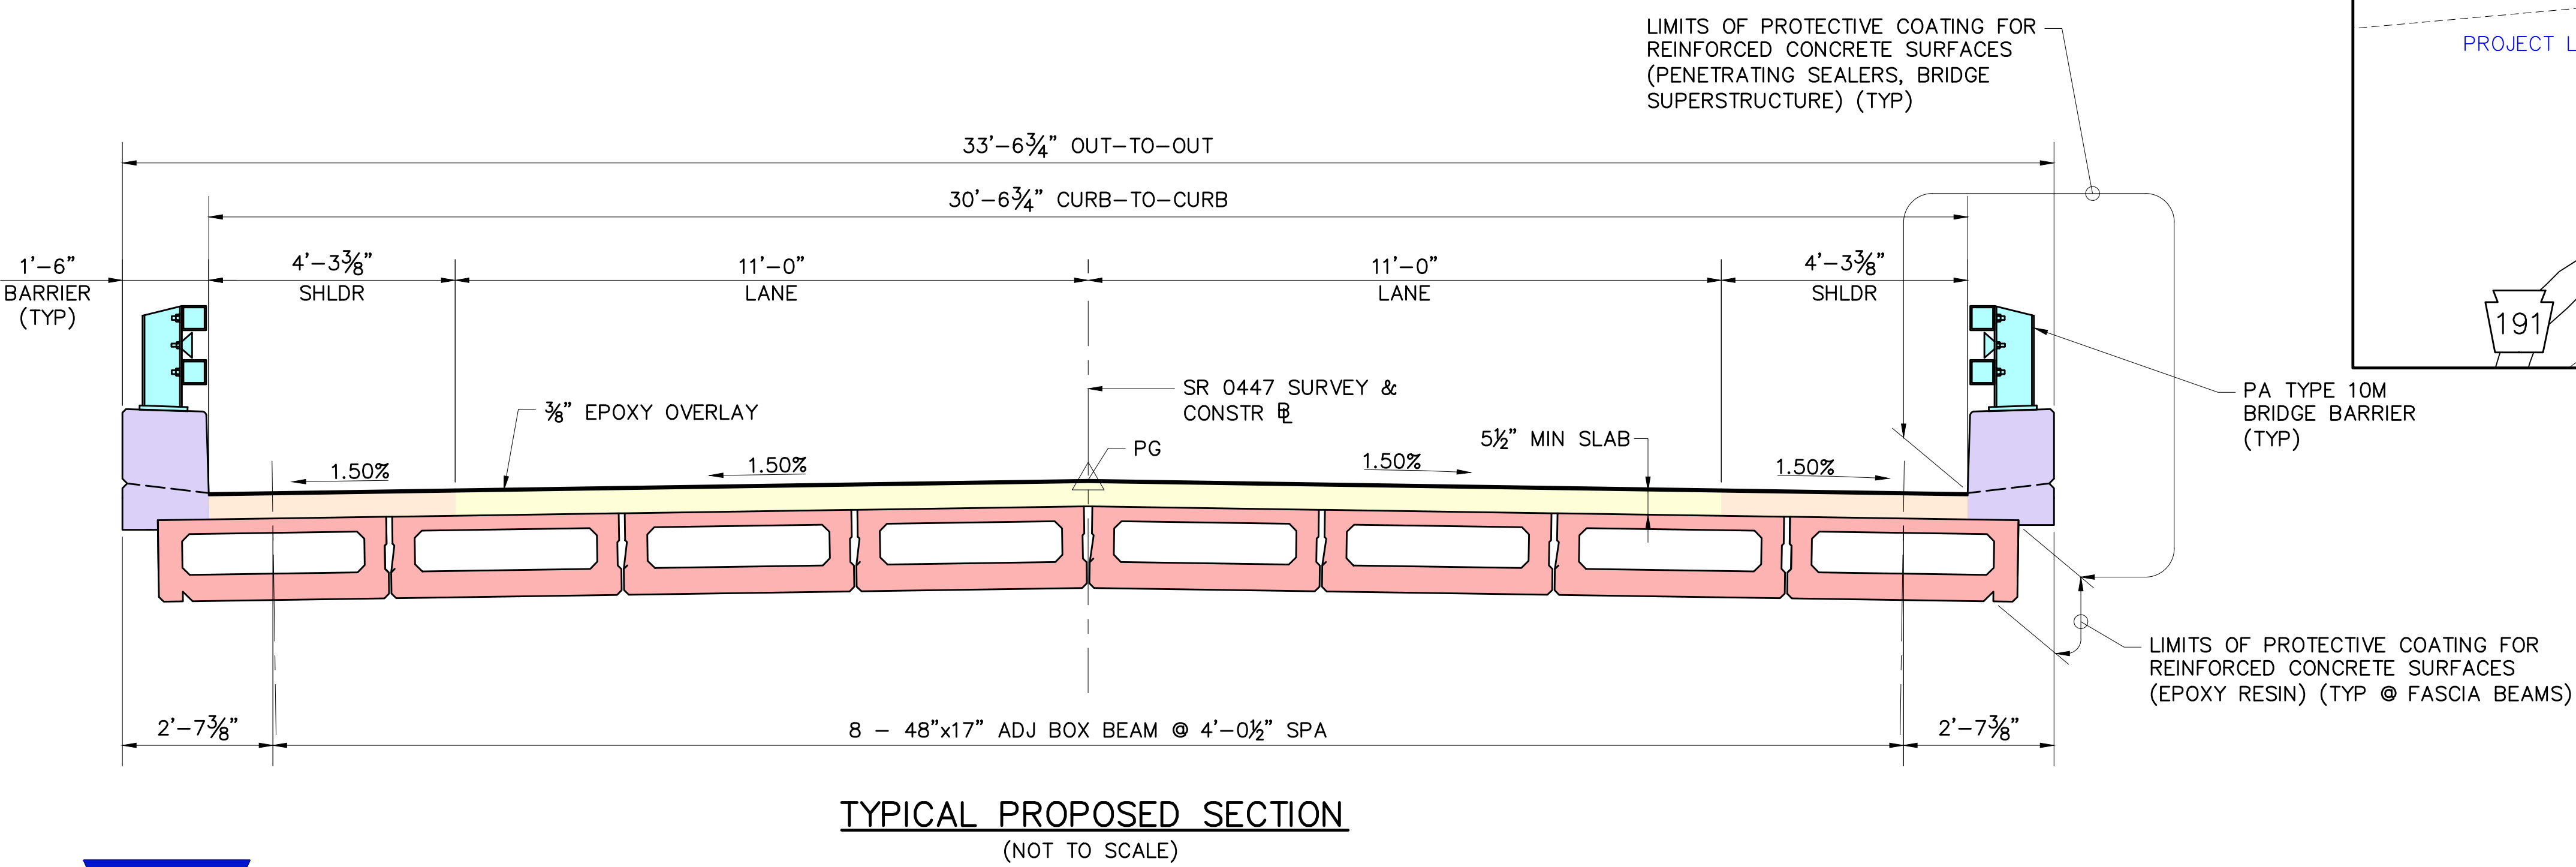 LIMITS OF PROTECTIVE COATING FOR
REINFORCED CONCRETE SURFACES
(PENETRATING SEALERS, BRIDGE
SUPERSTRUCTURE) (TYP)
PROJECT L
33'-6¾" OUT-TO-OUT
30'-6¾" CURB-TO-CURB
1'-6"
BARRIER
(TYP)
4'-3⅜"
SHLDR
11'-0"
LANE
11'-0"
LANE
4'-3⅜"
SHLDR
191
SR 0447 SURVEY &
CONSTR BL
PA TYPE 10M
BRIDGE BARRIER
(TYP)
⅜" EPOXY OVERLAY
PG
5½" MIN SLAB
1.50%
1.50%
1.50%
1.50%
LIMITS OF PROTECTIVE COATING FOR
REINFORCED CONCRETE SURFACES
(EPOXY RESIN) (TYP @ FASCIA BEAMS)
2'-7⅜"
8 - 48"x17" ADJ BOX BEAM @ 4'-0½" SPA
2'-7⅜"
TYPICAL PROPOSED SECTION
(NOT TO SCALE)